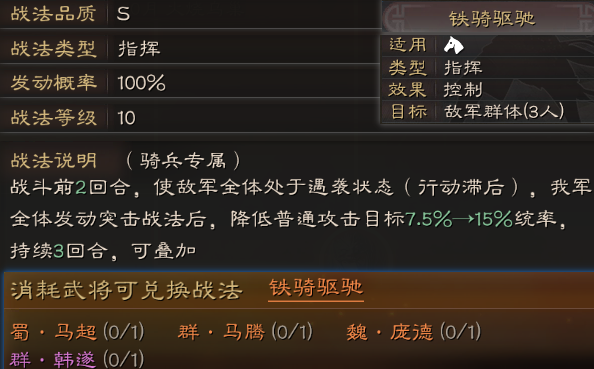 战法品质 S
战法类型 指挥
发动概率 100%
战法等级 10
铁骑驱驰
适用
类型 指挥
效果 控制
目标 敌军群体(3人)
战法说明 （骑兵专属）
战斗前2回合，使敌军全体处于遇袭状态（行动滞后），我军
全体发动突击战法后，降低普通攻击目标7.5%→15%统率，
持续3回合，可叠加
消耗武将可兑换战法 铁骑驱驰
蜀·马超(0/1) 群·马腾(0/1) 魏·庞德(0/1)
群·韩遂(0/1)